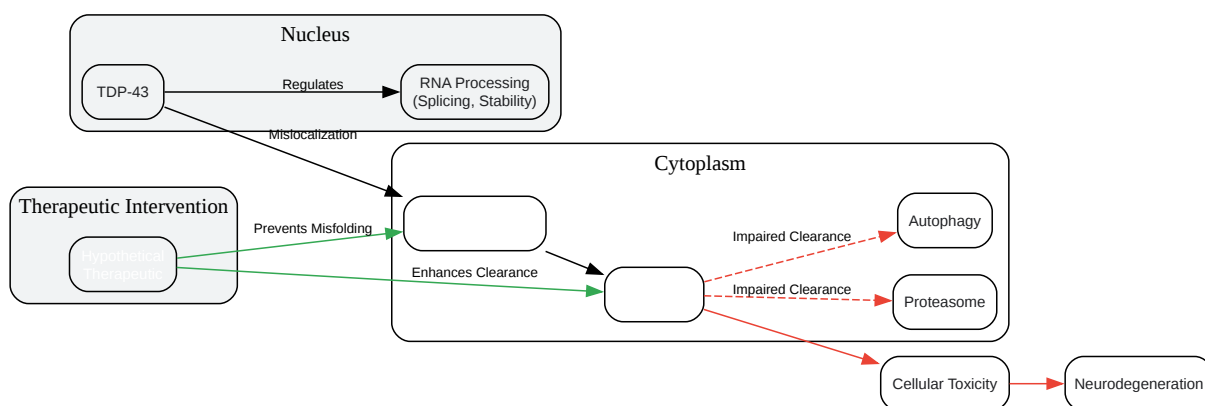 Nucleus
TDP-43
Regulates
RNA Processing
(Splicing, Stability)
Mislocalization
Cytoplasm
Therapeutic Intervention
Hypothetical
Therapeutic
Prevents Misfolding
Enhances Clearance
Impaired Clearance
Autophagy
Impaired Clearance
Proteasome
Cellular Toxicity
Neurodegeneration